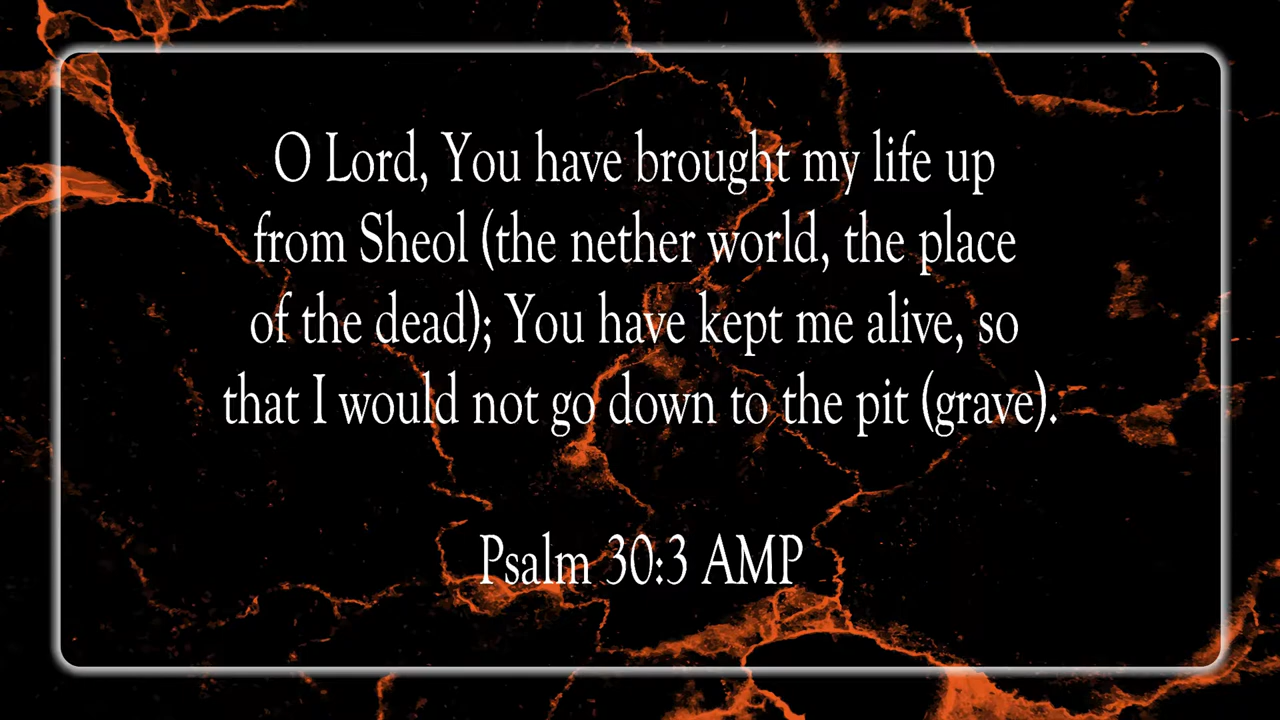 O Lord, You have brought my life up
from Sheol (the nether world, the place
of the dead); You have kept me alive, so
that I would not go down to the pit (grave).
Psalm 30:3 AMP